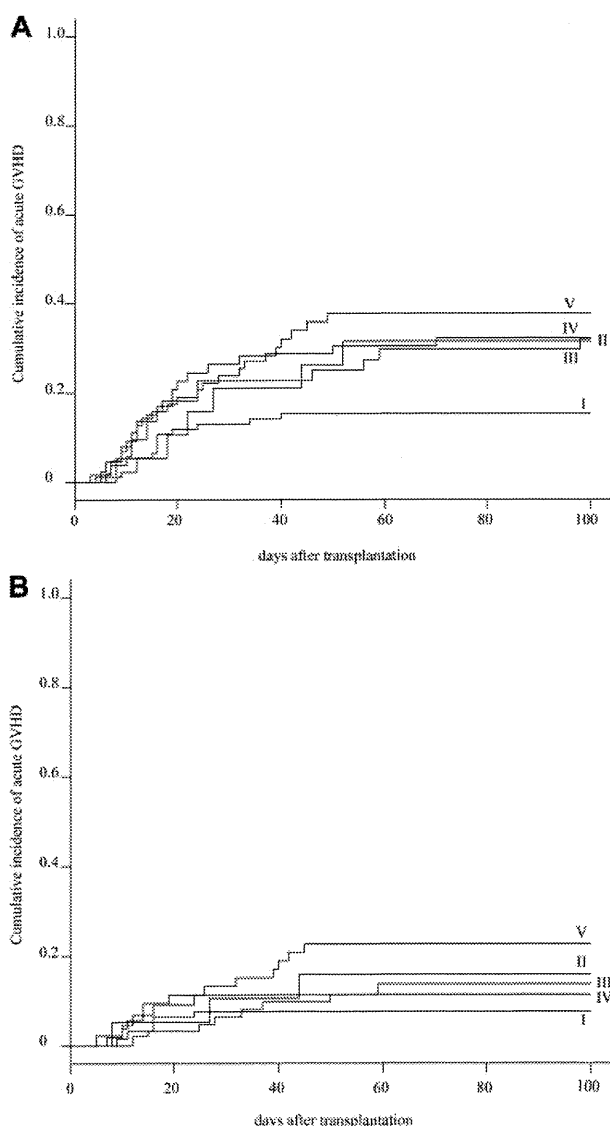 A
Cumulative incidence of acute GVHD
1.0
0.8
0.6
0.4
0.2
0
V
IV
II
III
I
0 20 40 60 80 100
days after transplantation
B
Cumulative incidence of acute GVHD
1.0
0.8
0.6
0.4
0.2
0
V
II
III
IV
I
0 20 40 60 80 100
days after transplantation